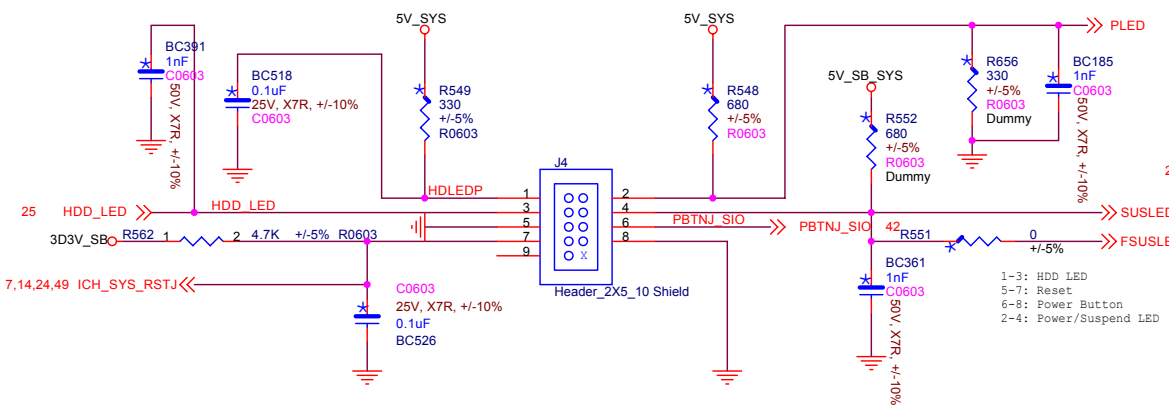 5V_SYS
5V_SYS
PLED
BC391
1nF
C0603
50V, X7R, +/-10%
BC518
0.1uF
25V, X7R, +/-10%
C0603
R549
330
+/-5%
R0603
R548
680
+/-5%
R0603
5V_SB_SYS
R552
680
+/-5%
R0603
Dummy
R656
330
+/-5%
R0603
Dummy
BC185
1nF
C0603
50V, X7R, +/-10%
J4
HDLEDP
1
2
3
4
5
6
7
8
9
X
Header_2X5_10 Shield
25
HDD_LED
HDD_LED
3D3V_SB
R562
1
2
4.7K
+/-5%
R0603
7,14,24,49
ICH_SYS_RSTJ
C0603
25V, X7R, +/-10%
0.1uF
BC526
PBTNJ_SIO
PBTNJ_SIO
42
2
SUSLED
R551
0
+/-5%
FSUSLE
BC361
1nF
C0603
50V, X7R, +/-10%
1-3: HDD LED
5-7: Reset
6-8: Power Button
2-4: Power/Suspend LED